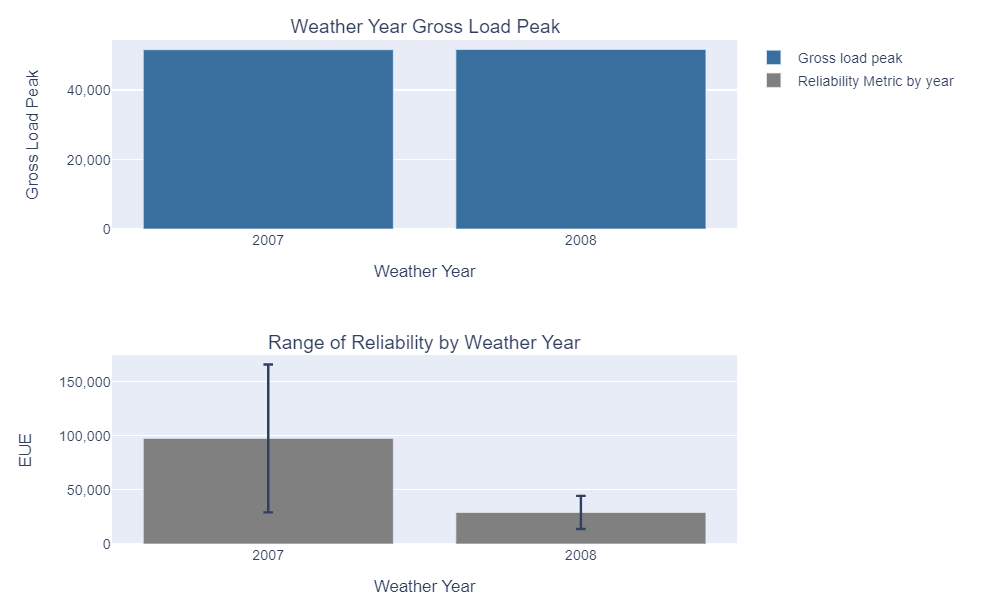 Weather Year Gross Load Peak
Gross load peak
Reliability Metric by year
Gross Load Peak
40,000
20,000
0
2007
2008
Weather Year
Range of Reliability by Weather Year
EUE
150,000
100,000
50,000
0
2007
2008
Weather Year